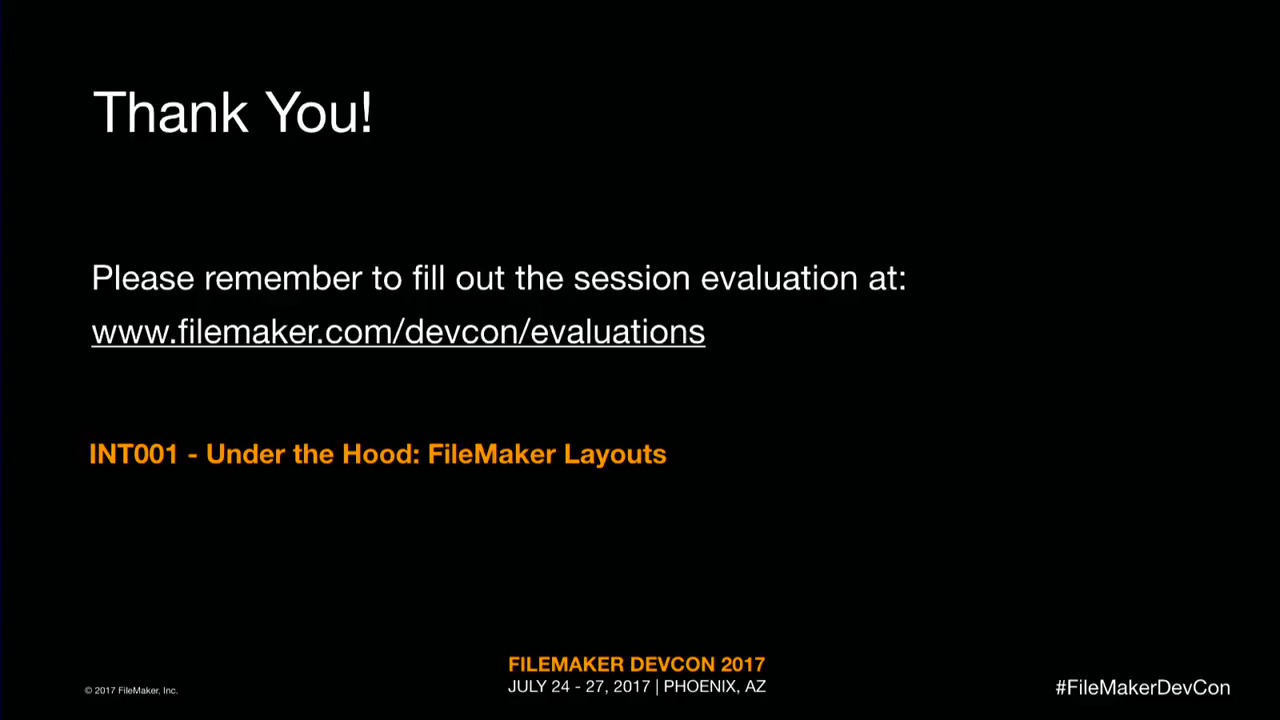 Thank You!
Please remember to fill out the session evaluation at:
www.filemaker.com/devcon/evaluations
INT001 - Under the Hood: FileMaker Layouts
© 2017 FileMaker, Inc.
FILEMAKER DEVCON 2017
JULY 24 - 27, 2017 | PHOENIX, AZ
#FileMakerDevCon